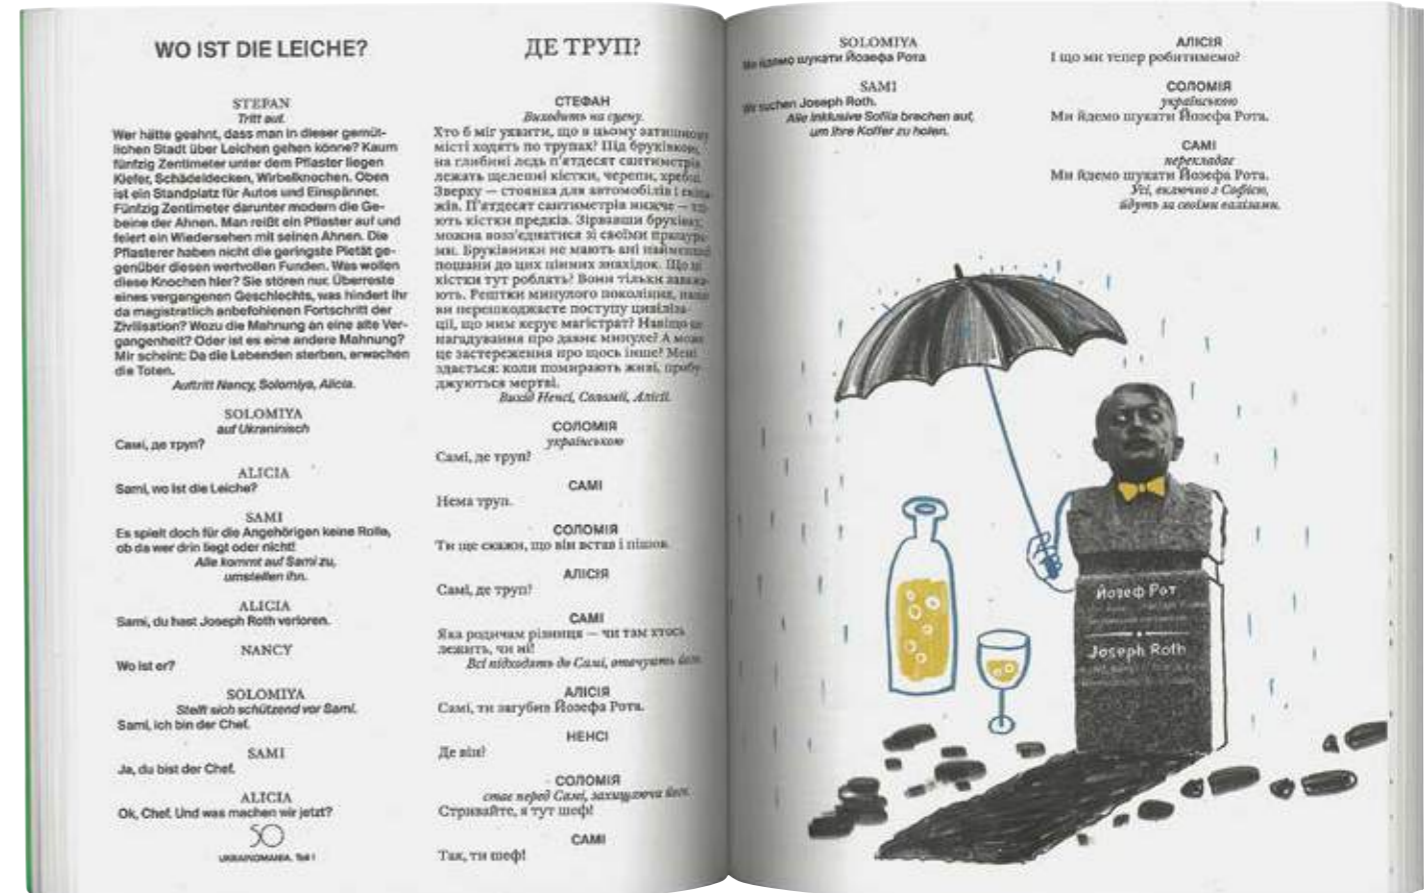 WO IST DIE LEICHE?
STEFAN
Tritt auf.
Wer hätte geahnt, dass man in dieser gemüt-
lichen Stadt über Leichen gehen könne? Kaum
fünfzig Zentimeter unter dem Pflaster liegen
Kiefer, Schädeldecken, Wirbelknochen. Oben
ist ein Standplatz für Autos und Einspänner.
Fünfzig Zentimeter darunter modern die Ge-
beine der Ahnen. Man reißt ein Pflaster auf und
feiert ein Wiedersehen mit seinen Ahnen. Die
Pflasterer haben nicht die geringste Pietät ge-
genüber diesen wertvollen Funden. Was wollen
diese Knochen hier? Sie stören nur. Überreste
eines vergangenen Geschlechts, was hindert ihr
da magistratlich anbefohlenen Fortschritt der
Zivilisation? Wozu die Mahnung an eine alte Ver-
gangenheit? Oder ist es eine andere Mahnung?
Mir scheint: Da die Lebenden sterben, erwachen
die Toten.
Auftritt Nancy, Solomiya, Alicia.
SOLOMIYA
auf Ukraninisch
Самі, де труп?
ALICIA
Sami, wo ist die Leiche?
SAMI
Es spielt doch für die Angehörigen keine Rolle,
ob da wer drin liegt oder nicht!
Alle kommt auf Sami zu,
umstellen ihn.
ALICIA
Sami, du hast Joseph Roth verloren.
NANCY
Wo ist er?
SOLOMIYA
Stellt sich schützend vor Sami.
Sami, ich bin der Chef.
SAMI
Ja, du bist der Chef.
ALICIA
Ok, Chef. Und was machen wir jetzt?
50
UKRAINOMANIA. Teil I
ДЕ ТРУП?
СТЕФАН
Виходить на сцену.
Хто б міг уявити, що в цьому затишному
місті ходять по трупах! Під бруківкою,
на глибині ледь п'ятдесят сантиметрів
лежать щелепні кістки, черепи, хребці.
Зверху — стоянка для автомобілів і екіпа-
жів. П'ятдесят сантиметрів нижче — тлі-
ють кістки предків. Зірвавши бруківку,
можна возз'єднатися зі своїми пращура-
ми. Бруківники не мають ані найменшої
пошани до цих цінних знахідок. Що ці
кістки тут роблять? Вони тільки заважа-
ють. Рештки минулого покоління, нащо
ви перешкоджаєте поступу цивіліза-
ції, що ним керує магістрат? Навіщо це
нагадування про давнє минуле? А може
це застереження про щось інше? Мені
здається: коли помирають живі, пробу-
джуються мертві.
Вихід Ненсі, Соломії, Алісії.
СОЛОМІЯ
українською
Самі, де труп?
САМІ
Нема труп.
СОЛОМІЯ
Ти ще скажи, що він встав і пішов.
АЛІСІЯ
Самі, де труп?
САМІ
Яка родичам різниця — чи там хтось
лежить, чи ні!
Всі підходять до Самі, оточують його.
АЛІСІЯ
Самі, ти загубив Йозефа Рота.
НЕНСІ
Де він?
СОЛОМІЯ
стає перед Самі, захищаючи його.
Стривайте, я тут шеф!
САМІ
Так, ти шеф!
SOLOMIYA
Ми йдемо шукати Йозефа Рота
SAMI
Wir suchen Joseph Roth.
Alle inklusive Sofiia brechen auf,
um ihre Koffer zu holen.
АЛІСІЯ
І що ми тепер робитимемо?
СОЛОМІЯ
українською
Ми йдемо шукати Йозефа Рота.
САМІ
перекладає
Ми йдемо шукати Йозефа Рота.
Усі, включно з Софією,
йдуть за своїми валізами.
Йозеф Рот
Joseph Roth